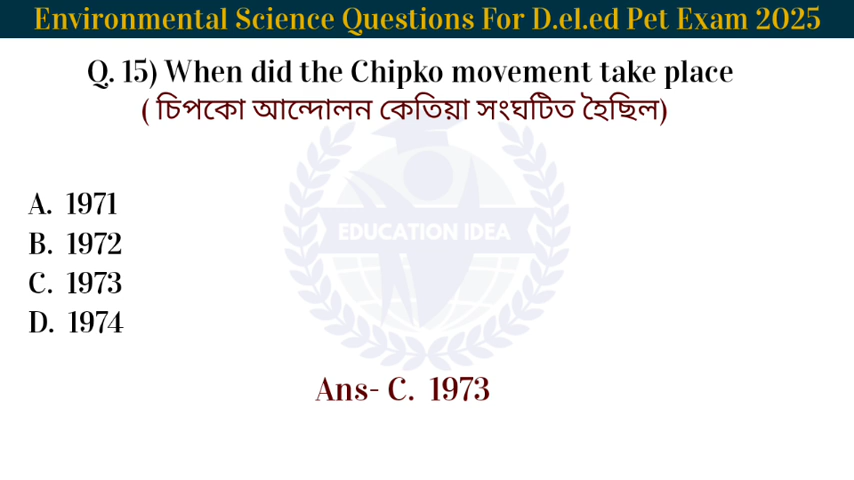 Environmental Science Questions For D.el.ed Pet Exam 2025
Q. 15) When did the Chipko movement take place
( চিপকো আন্দোলন কেতিয়া সংঘটিত হৈছিল)
A. 1971
B. 1972
C. 1973
D. 1974
EDUCATION IDEA
Ans- C. 1973